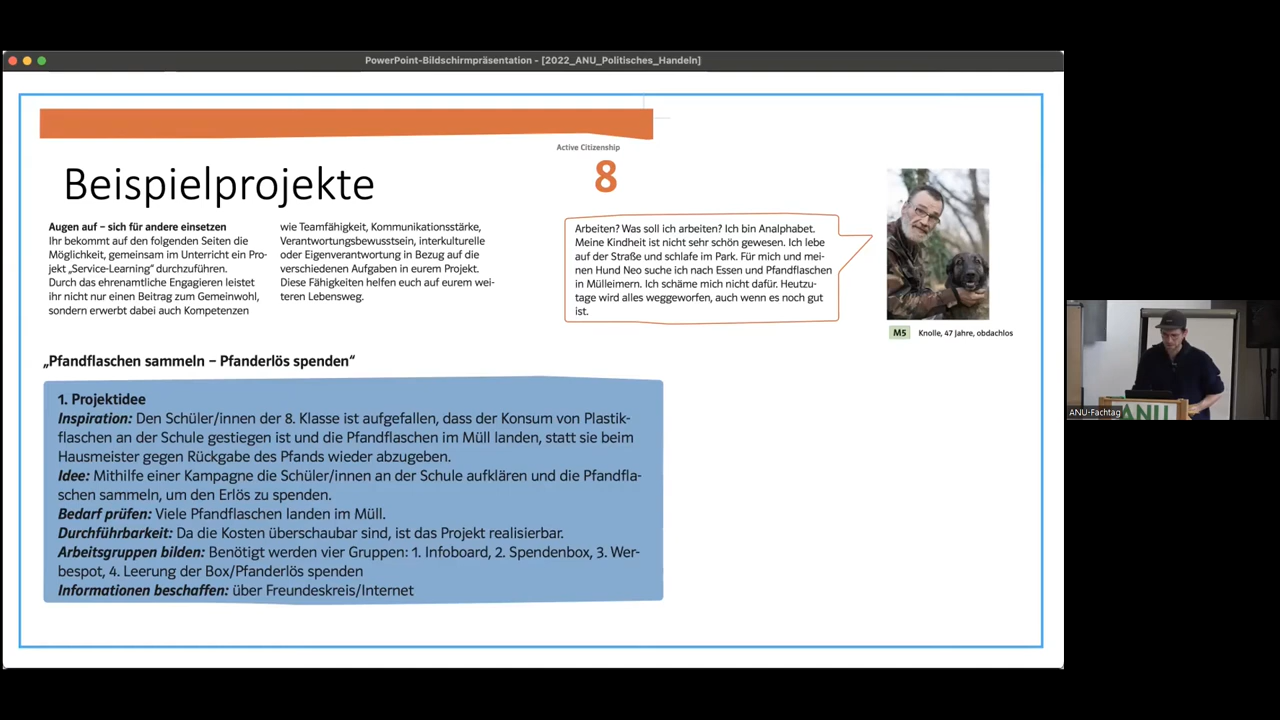 PowerPoint-Bildschirmpräsentation - [2022_ANU_Politisches_Handeln]
Active Citizenship
8
Beispielprojekte
Augen auf – sich für andere einsetzen
Ihr bekommt auf den folgenden Seiten die
Möglichkeit, gemeinsam im Unterricht ein Pro-
jekt „Service-Learning" durchzuführen.
Durch das ehrenamtliche Engagieren leistet
ihr nicht nur einen Beitrag zum Gemeinwohl,
sondern erwerbt dabei auch Kompetenzen
wie Teamfähigkeit, Kommunikationsstärke,
Verantwortungsbewusstsein, interkulturelle
oder Eigenverantwortung in Bezug auf die
verschiedenen Aufgaben in eurem Projekt.
Diese Fähigkeiten helfen euch auf eurem wei-
teren Lebensweg.
Arbeiten? Was soll ich arbeiten? Ich bin Analphabet.
Meine Kindheit ist nicht sehr schön gewesen. Ich lebe
auf der Straße und schlafe im Park. Für mich und mei-
nen Hund Neo suche ich nach Essen und Pfandflaschen
in Mülleimern. Ich schäme mich nicht dafür. Heutzu-
tage wird alles weggeworfen, auch wenn es noch gut
ist.
M5 Knolle, 47 Jahre, obdachlos
„Pfandflaschen sammeln – Pfanderlös spenden"
1. Projektidee
Inspiration: Den Schüler/innen der 8. Klasse ist aufgefallen, dass der Konsum von Plastik-
flaschen an der Schule gestiegen ist und die Pfandflaschen im Müll landen, statt sie beim
Hausmeister gegen Rückgabe des Pfands wieder abzugeben.
Idee: Mithilfe einer Kampagne die Schüler/innen an der Schule aufklären und die Pfandfla-
schen sammeln, um den Erlös zu spenden.
Bedarf prüfen: Viele Pfandflaschen landen im Müll.
Durchführbarkeit: Da die Kosten überschaubar sind, ist das Projekt realisierbar.
Arbeitsgruppen bilden: Benötigt werden vier Gruppen: 1. Infoboard, 2. Spendenbox, 3. Wer-
bespot, 4. Leerung der Box/Pfanderlös spenden
Informationen beschaffen: über Freundeskreis/Internet
ANU-Fachtag
ANU